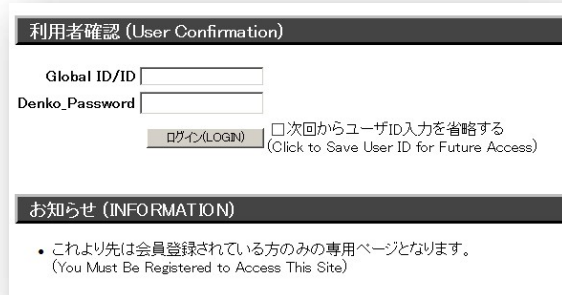 利用者確認 (User Confirmation)
Global ID/ID
Denko_Password
ログイン(LOGIN)
次回からユーザID入力を省略する
(Click to Save User ID for Future Access)
お知らせ (INFORMATION)
• これより先は会員登録されている方のみの専用ページとなります。
(You Must Be Registered to Access This Site)